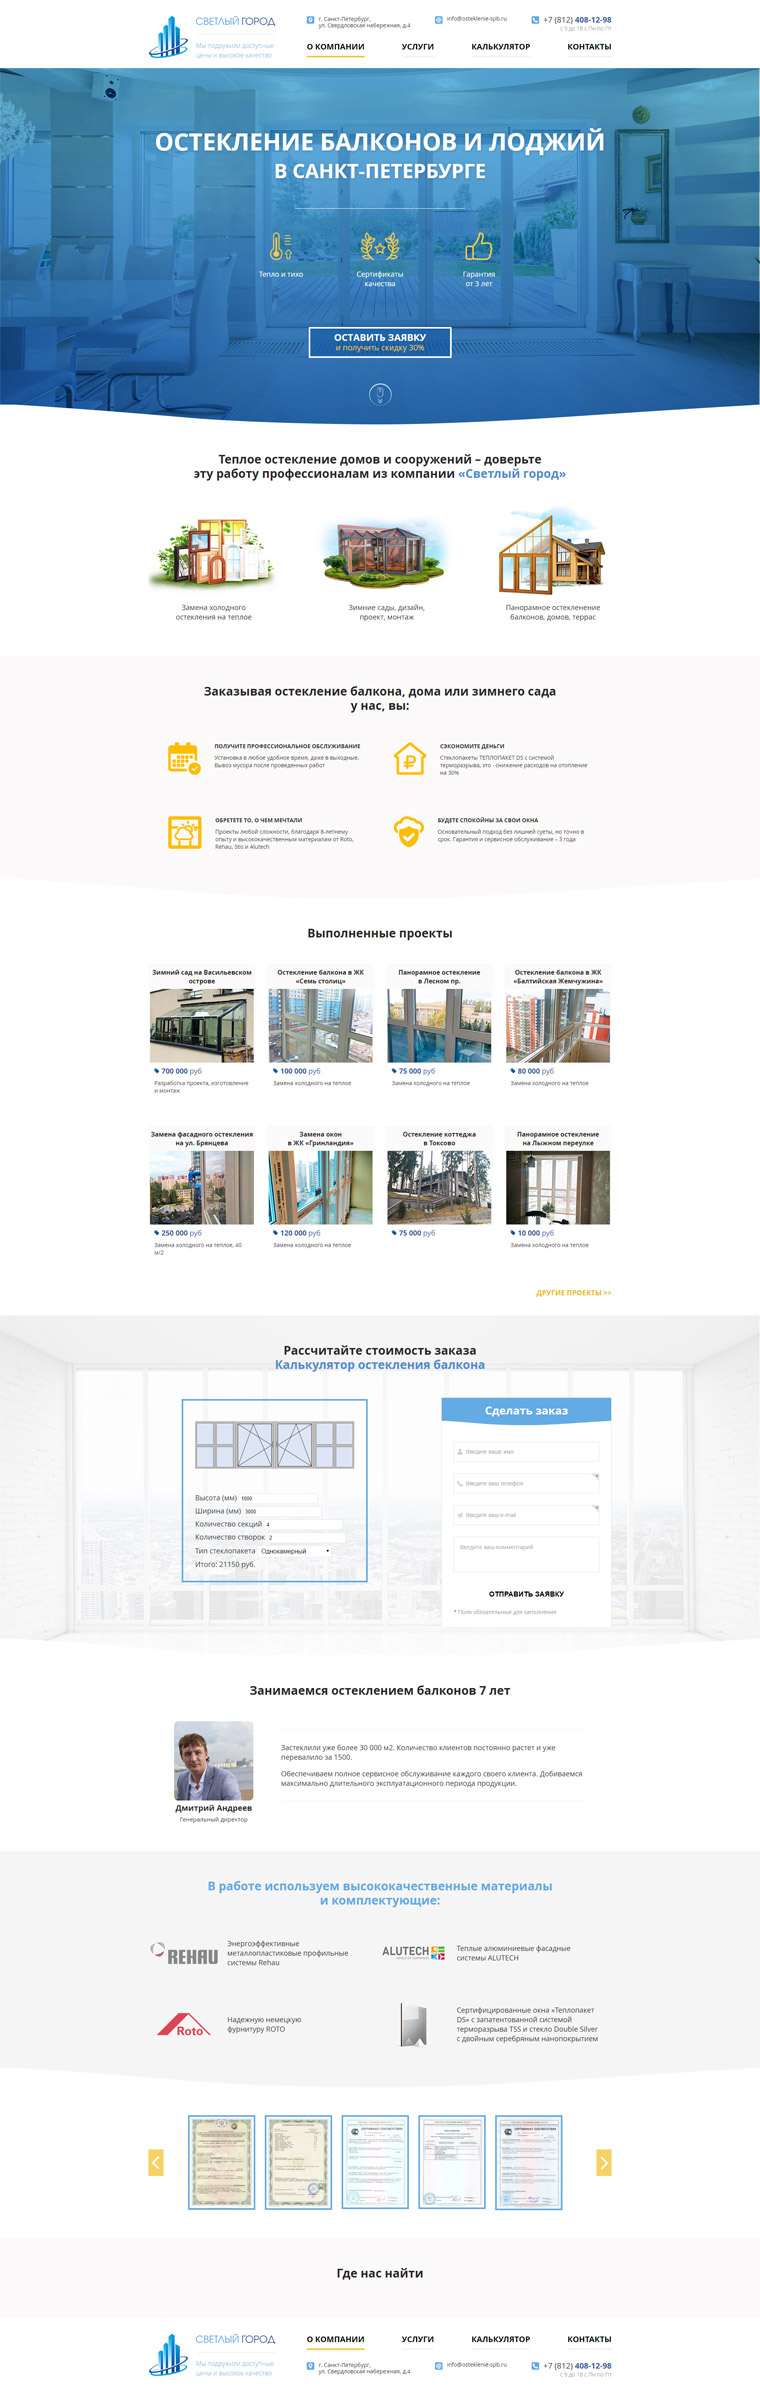 СВЕТЛЫЙ ГОРОД
Мы подружили доступные
цены и высокое качество
г. Санкт-Петербург,
ул. Свердловская набережная, д.4
info@osteklenie-spb.ru
+7 (812) 408-12-98
с 9 до 18 с Пн по Пт
О КОМПАНИИ
УСЛУГИ
КАЛЬКУЛЯТОР
КОНТАКТЫ
ОСТЕКЛЕНИЕ БАЛКОНОВ И ЛОДЖИЙ
В САНКТ-ПЕТЕРБУРГЕ
Тепло и тихо
Сертификаты
качества
Гарантия
от 3 лет
ОСТАВИТЬ ЗАЯВКУ
и получить скидку 30%
Теплое остекление домов и сооружений – доверьте
эту работу профессионалам из компании «Светлый город»
Замена холодного
остекления на теплое
Зимние сады, дизайн,
проект, монтаж
Панорамное остекленение
балконов, домов, террас
Заказывая остекление балкона, дома или зимнего сада
у нас, вы:
ПОЛУЧИТЕ ПРОФЕССИОНАЛЬНОЕ ОБСЛУЖИВАНИЕ
Установка в любое удобное время, даже в выходные.
Вывоз мусора после проведенных работ
СЭКОНОМИТЕ ДЕНЬГИ
Стеклопакеты ТЕПЛОПАКЕТ DS с системой
терморазрыва, это - снижение расходов на отопление
на 30%
ОБРЕТЕТЕ ТО, О ЧЕМ МЕЧТАЛИ
Проекты любой сложности, благодаря 8-летнему
опыту и высококачественным материалам от Roto,
Rehau, Stis и Alutech
БУДЕТЕ СПОКОЙНЫ ЗА СВОИ ОКНА
Основательный подход без лишней суеты, но точно в
срок. Гарантия и сервисное обслуживание – 3 года
Выполненные проекты
Зимний сад на Васильевском
острове
700 000 руб
Разработка проекта, изготовление
и монтаж
Остекление балкона в ЖК
«Семь столиц»
100 000 руб
Замена холодного на теплое
Панорамное остекление
в Лесном пр.
75 000 руб
Замена холодного на теплое
Остекление балкона в ЖК
«Балтийская Жемчужина»
80 000 руб
Замена холодного на теплое
Замена фасадного остекления
на ул. Брянцева
250 000 руб
Замена холодного на теплое, 40
м/2
Замена окон
в ЖК «Гринландия»
120 000 руб
Замена холодного на теплое
Остекление коттеджа
в Токсово
75 000 руб
Панорамное остекление
на Лыжном переулке
10 000 руб
Замена холодного на теплое
ДРУГИЕ ПРОЕКТЫ >>
Рассчитайте стоимость заказа
Калькулятор остекления балкона
Высота (мм) 1000
Ширина (мм) 3000
Количество секций 4
Количество створок 2
Тип стеклопакета Однокамерный
Итого: 21150 руб.
Сделать заказ
Введите ваше имя
Введите ваш телефон
Введите ваш e-mail
Введите ваш комментарий
ОТПРАВИТЬ ЗАЯВКУ
* Поля обязательные для заполнения
Занимаемся остеклением балконов 7 лет
Застеклили уже более 30 000 м2. Количество клиентов постоянно растет и уже
перевалило за 1500.
Обеспечиваем полное сервисное обслуживание каждого своего клиента. Добиваемся
максимально длительного эксплуатационного периода продукции.
Дмитрий Андреев
Генеральный директор
В работе используем высококачественные материалы
и комплектующие:
REHAU
Энергоэффективные
металлопластиковые профильные
системы Rehau
ALUTECH
Теплые алюминиевые фасадные
системы ALUTECH
Roto
Надежную немецкую
фурнитуру ROTO
Сертифицированные окна «Теплопакет
DS» с запатентованной системой
терморазрыва TSS и стекло Double Silver
с двойным серебряным нанопокрытием
СЕРТИФИКАТ СООТВЕТСТВИЯ
СЕРТИФИКАТ СООТВЕТСТВИЯ
Где нас найти
СВЕТЛЫЙ ГОРОД
Мы подружили доступные
цены и высокое качество
О КОМПАНИИ
УСЛУГИ
КАЛЬКУЛЯТОР
КОНТАКТЫ
г. Санкт-Петербург,
ул. Свердловская набережная, д.4
info@osteklenie-spb.ru
+7 (812) 408-12-98
с 9 до 18 с Пн по Пт